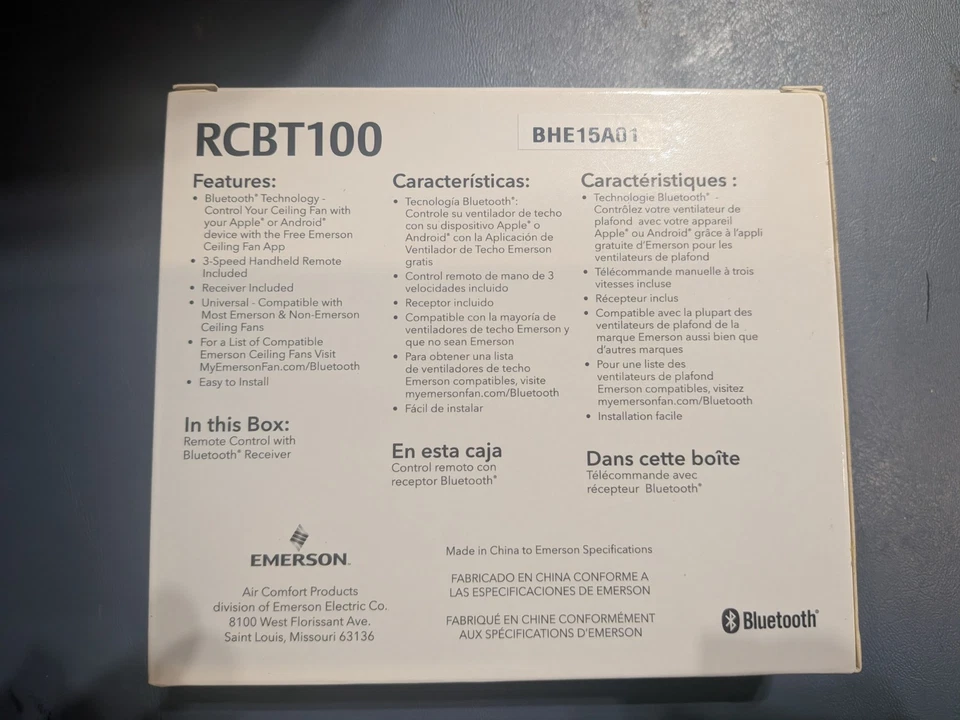 RCBT100
BHE15A01
Features:
• Bluetooth® Technology -
Control Your Ceiling Fan with
your Apple® or Android®
device with the Free Emerson
Ceiling Fan App
• 3-Speed Handheld Remote
Included
• Receiver Included
• Universal - Compatible with
Most Emerson & Non-Emerson
Ceiling Fans
• For a List of Compatible
Emerson Ceiling Fans Visit
MyEmersonFan.com/Bluetooth
• Easy to Install
In this Box:
Remote Control with
Bluetooth® Receiver
Características:
• Tecnología Bluetooth®:
Controle su ventilador de techo
con su dispositivo Apple® o
Android® con la Aplicación de
Ventilador de Techo Emerson
gratis
• Control remoto de mano de 3
velocidades incluido
• Receptor incluido
• Compatible con la mayoría de
ventiladores de techo Emerson y
que no sean Emerson
• Para obtener una lista
de ventiladores de techo
Emerson compatibles, visite
myemersonfan.com/Bluetooth
• Fácil de instalar
En esta caja
Control remoto con
receptor Bluetooth®
Caractéristiques :
• Technologie Bluetooth® -
Contrôlez votre ventilateur de
plafond avec votre appareil
Apple® ou Android® grâce à l'appli
gratuite d'Emerson pour les
ventilateurs de plafond
• Télécommande manuelle à trois
vitesses incluse
• Récepteur inclus
• Compatible avec la plupart des
ventilateurs de plafond de la
marque Emerson aussi bien que
d'autres marques
• Pour une liste des
ventilateurs de plafond
Emerson compatibles, visitez
myemersonfan.com/Bluetooth
• Installation facile
Dans cette boîte
Télécommande avec
récepteur Bluetooth®
EMERSON.
Air Comfort Products
division of Emerson Electric Co.
8100 West Florissant Ave.
Saint Louis, Missouri 63136
Made in China to Emerson Specifications
FABRICADO EN CHINA CONFORME A
LAS ESPECIFICACIONES DE EMERSON
FABRIQUÉ EN CHINE CONFORMÉMENT
AUX SPÉCIFICATIONS D'EMERSON
Bluetooth®